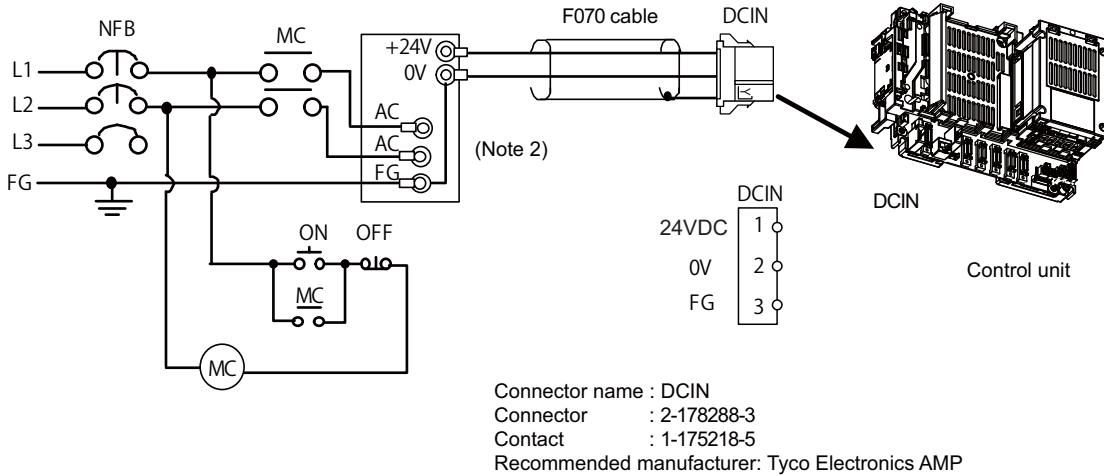 F070 cable
DCIN
NFB
MC
+24V
0V
L1
L2
L3
FG
AC
AC
FG
(Note 2)
Y
DCIN
DCIN
24VDC 1
0V 2
FG 3
Control unit
ON OFF
MC
MC
Connector name : DCIN
Connector : 2-178288-3
Contact : 1-175218-5
Recommended manufacturer: Tyco Electronics AMP